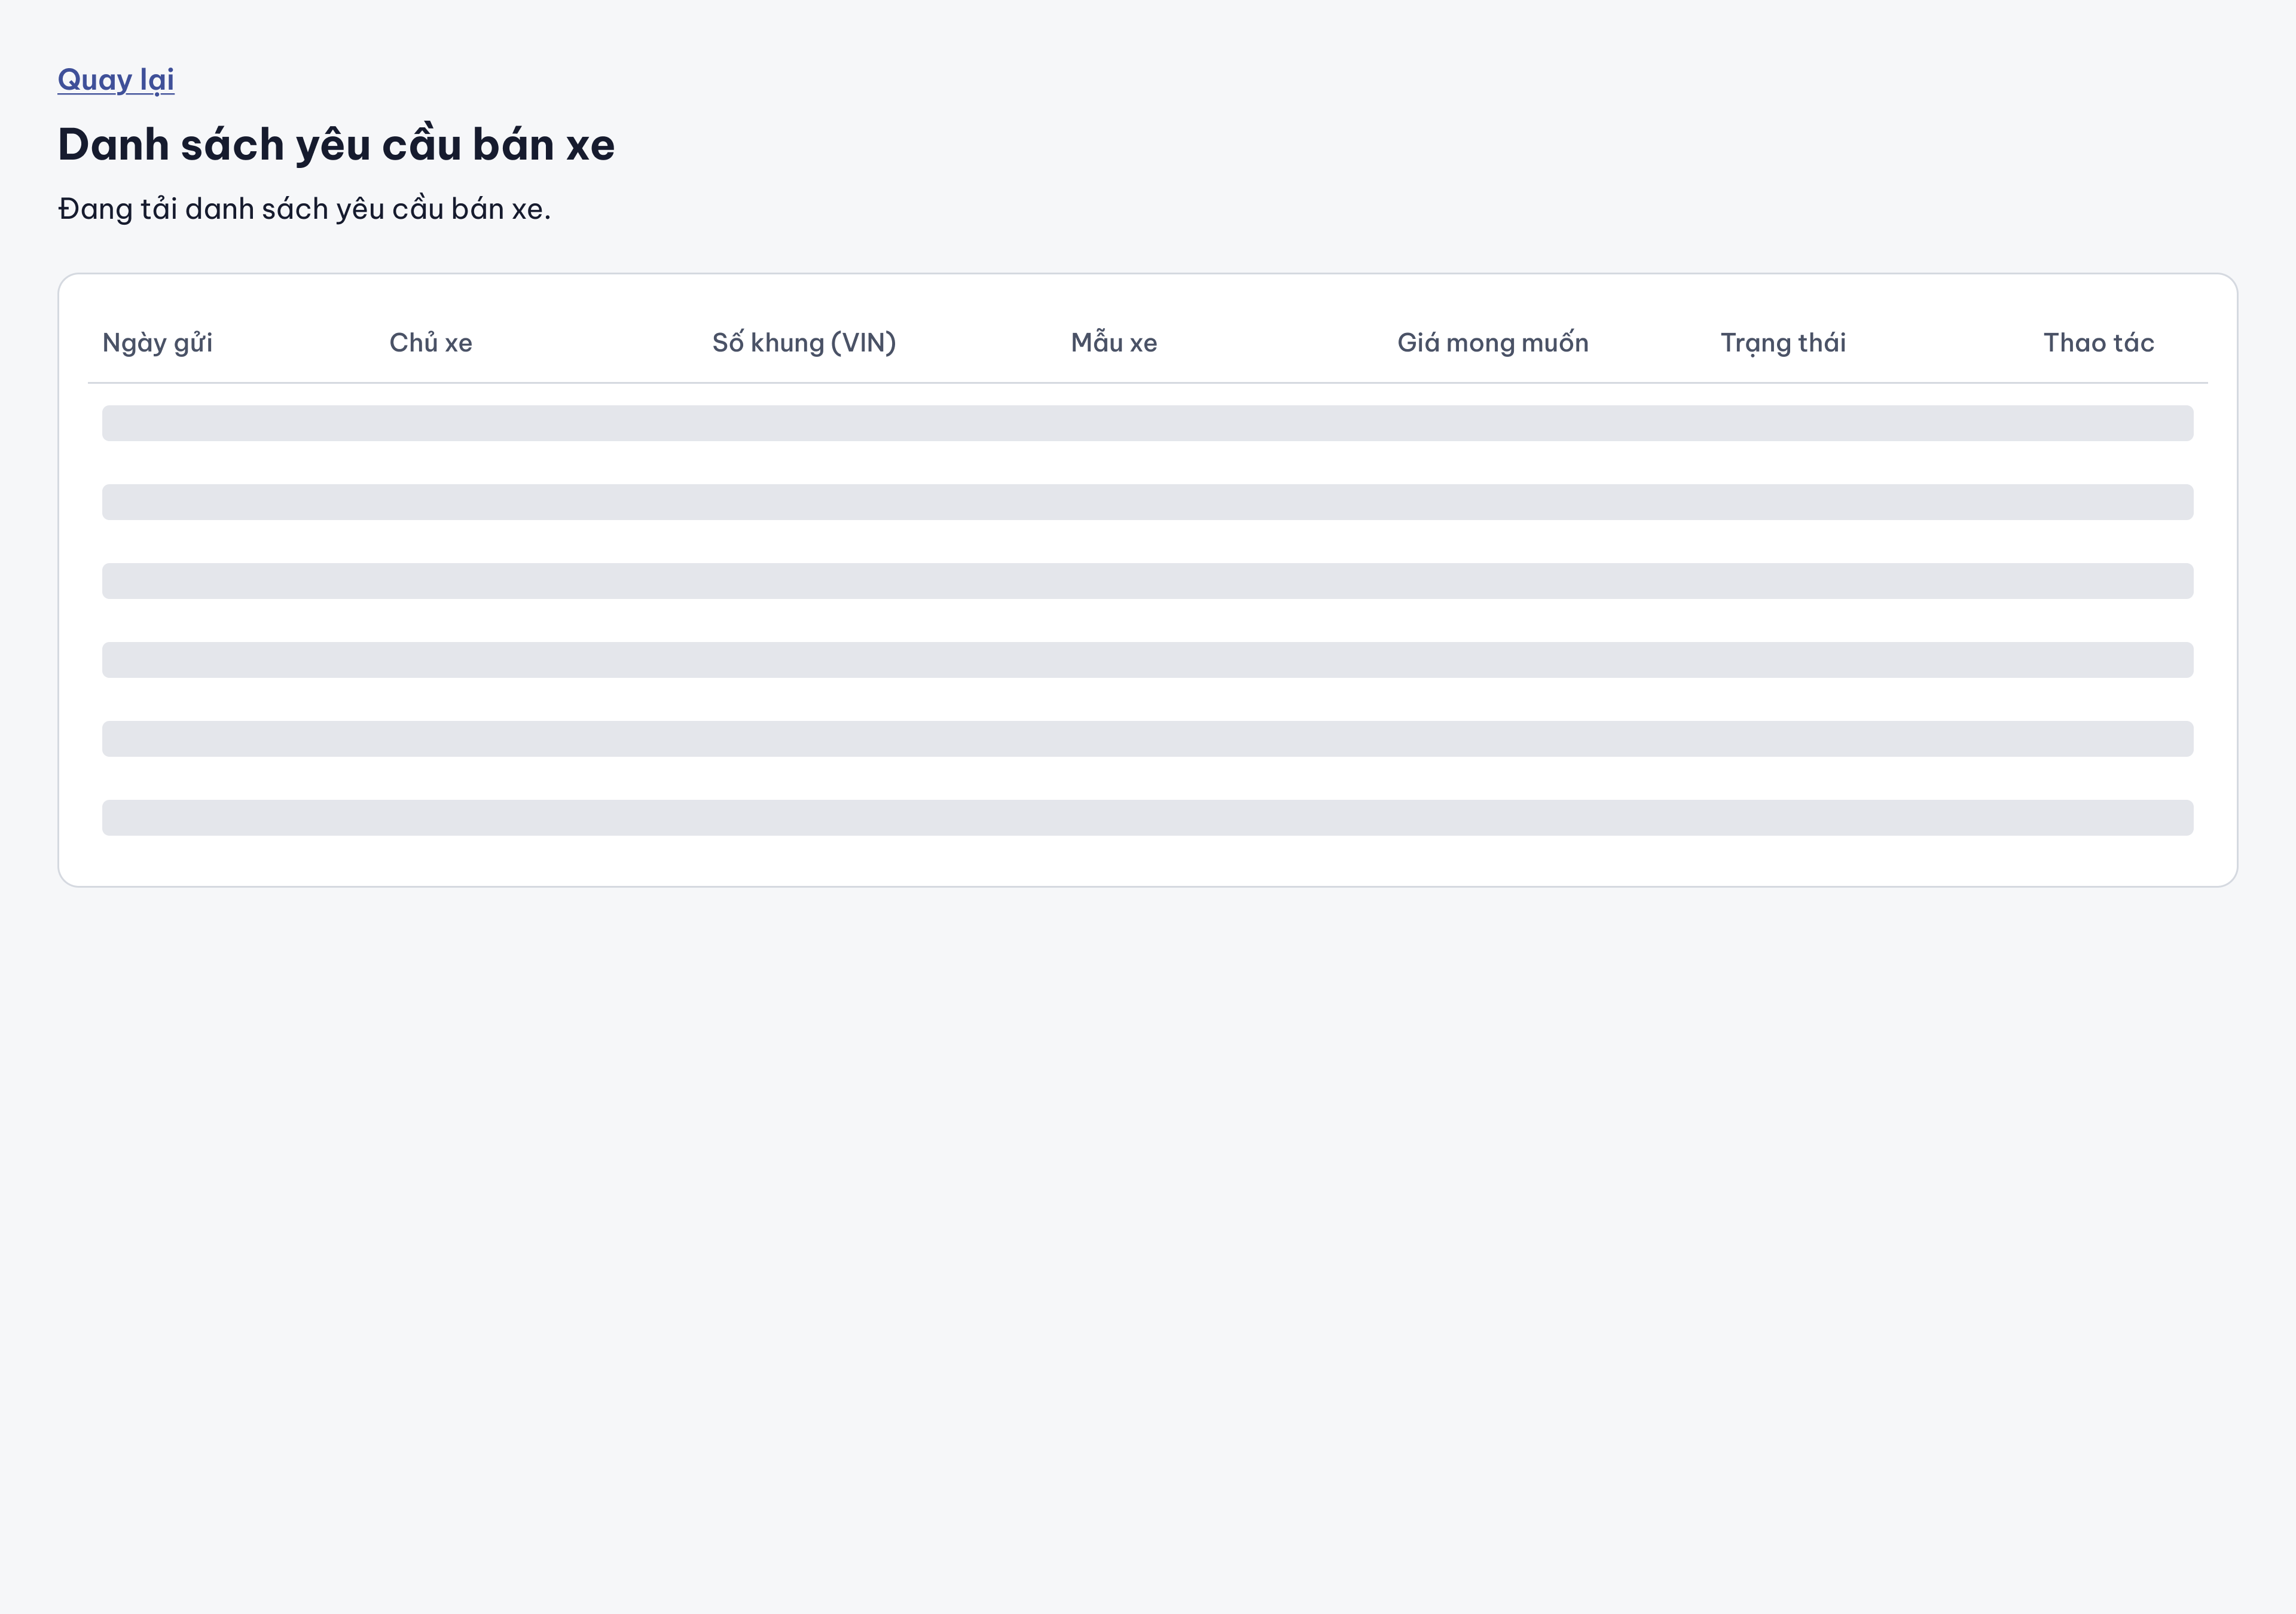 Quay lại
Danh sách yêu cầu bán xe
Đang tải danh sách yêu cầu bán xe.
Ngày gửi Chủ xe Số khung (VIN) Mẫu xe Giá mong muốn Trạng thái Thao tác